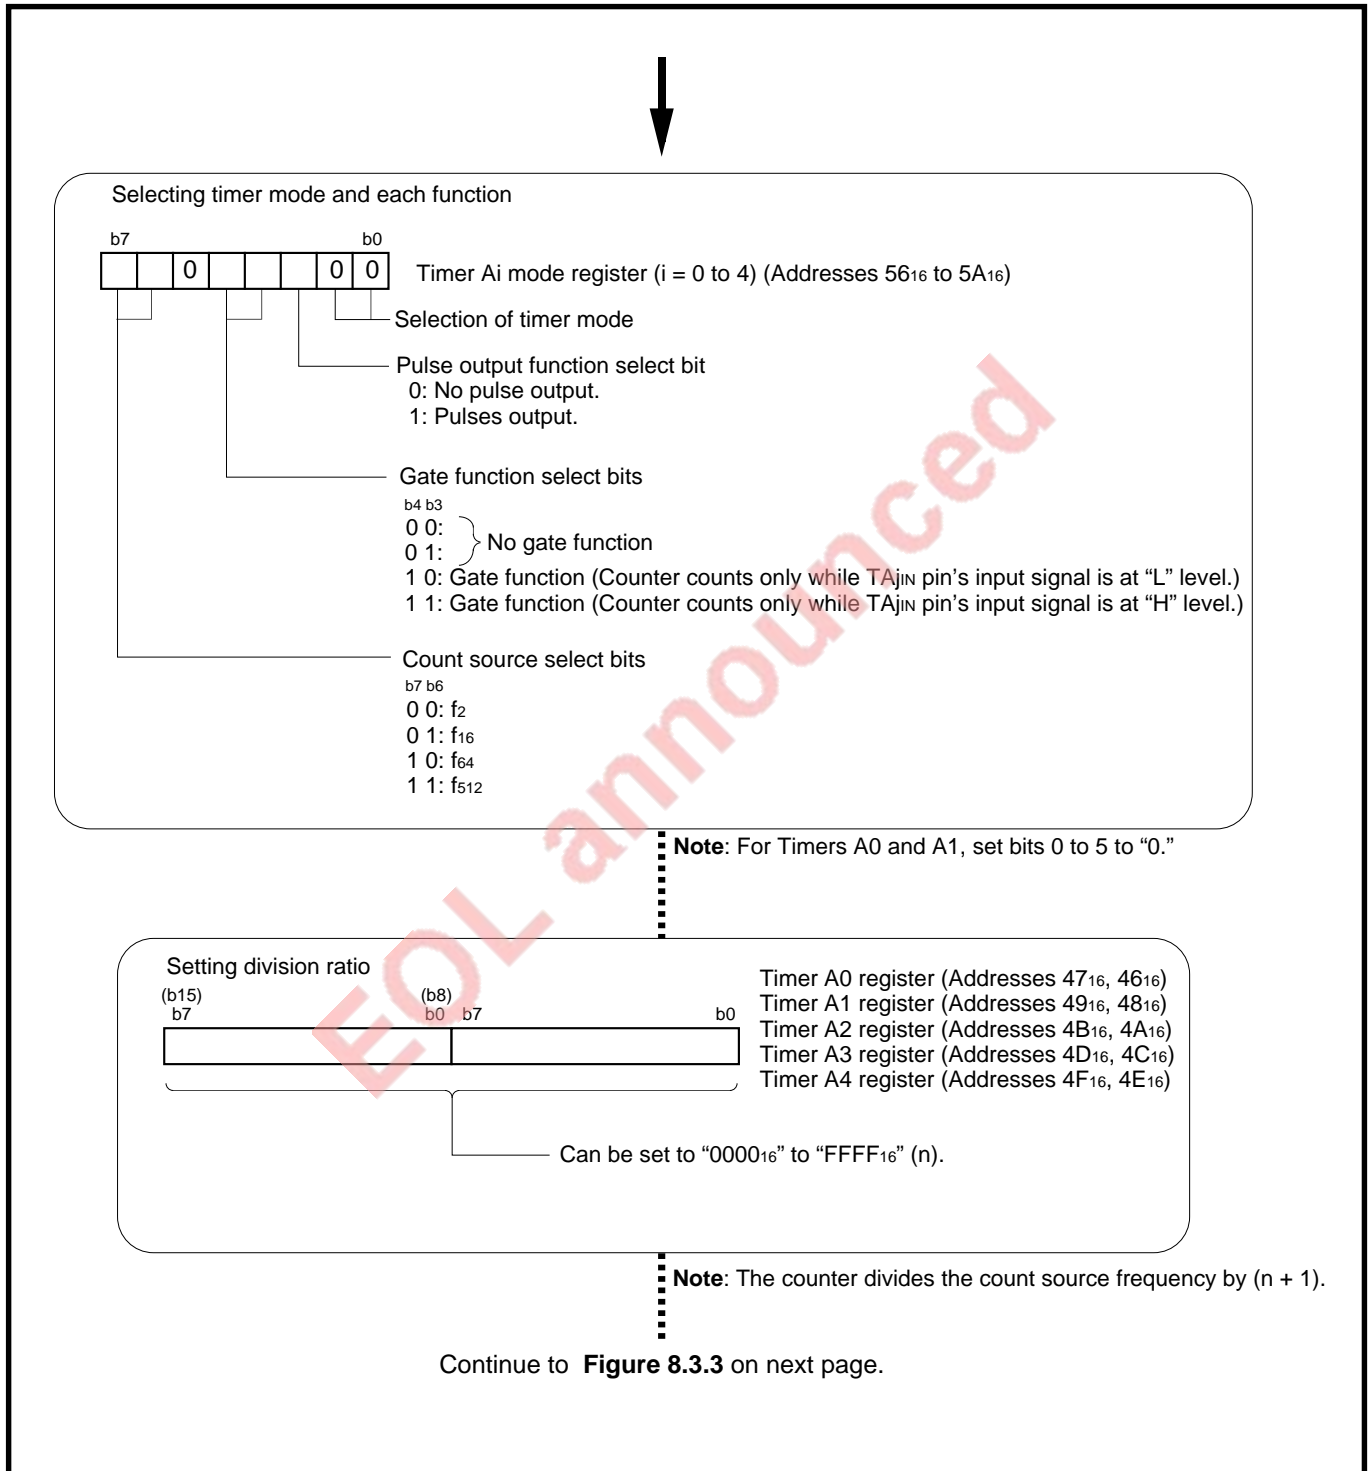 Selecting timer mode and each function
b7 b0
0 0 0
Timer Ai mode register (i = 0 to 4) (Addresses 5616 to 5A16)
Selection of timer mode
Pulse output function select bit
0: No pulse output.
1: Pulses output.
Gate function select bits
b4 b3
0 0:
0 1:
No gate function
1 0: Gate function (Counter counts only while TAjIN pin's input signal is at “L” level.)
1 1: Gate function (Counter counts only while TAjIN pin's input signal is at “H” level.)
Count source select bits
b7 b6
0 0: f2
0 1: f16
1 0: f64
1 1: f512
Note: For Timers A0 and A1, set bits 0 to 5 to “0.”
Setting division ratio
(b15) (b8)
b7 b0 b7 b0
Timer A0 register (Addresses 4716, 4616)
Timer A1 register (Addresses 4916, 4816)
Timer A2 register (Addresses 4B16, 4A16)
Timer A3 register (Addresses 4D16, 4C16)
Timer A4 register (Addresses 4F16, 4E16)
Can be set to “000016” to “FFFF16” (n).
Note: The counter divides the count source frequency by (n + 1).
Continue to Figure 8.3.3 on next page.
EOL announced